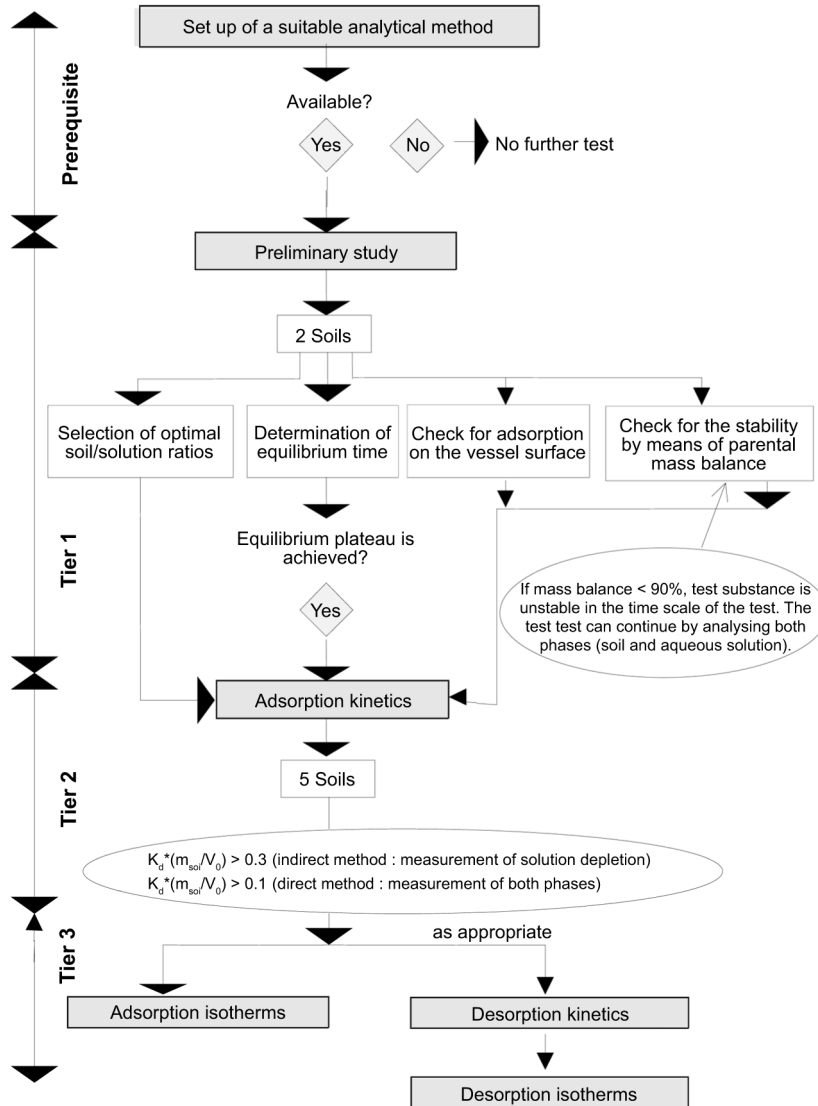 Set up of a suitable analytical method
Available?
Yes
No
No further test
Prerequisite
Preliminary study
2 Soils
Selection of optimal
soil/solution ratios
Determination of
equilibrium time
Check for adsorption
on the vessel surface
Check for the stability
by means of parental
mass balance
Equilibrium plateau is
achieved?
Yes
If mass balance < 90%, test substance is
unstable in the time scale of the test. The
test test can continue by analysing both
phases (soil and aqueous solution).
Tier 1
Adsorption kinetics
5 Soils
Tier 2
K_d*(m_soi/V_0) > 0.3 (indirect method : measurement of solution depletion)
K_d*(m_soi/V_0) > 0.1 (direct method : measurement of both phases)
Tier 3
as appropriate
Adsorption isotherms
Desorption kinetics
Desorption isotherms